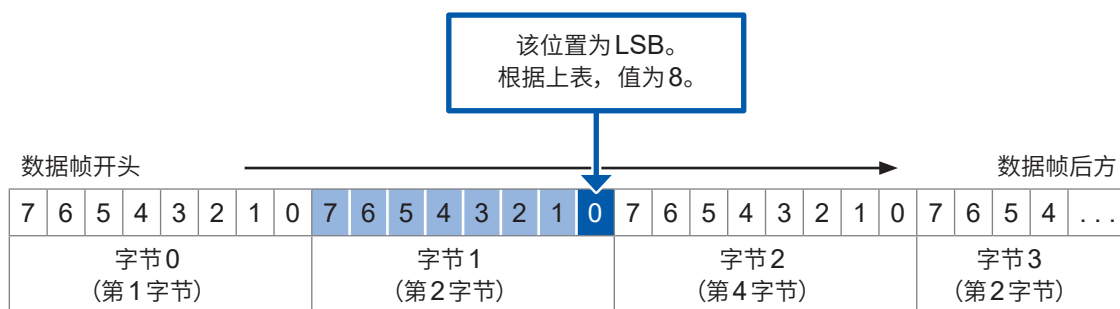 该位置为LSB。
根据上表，值为8。
数据帧开头 数据帧后方
7 6 5 4 3 2 1 0 7 6 5 4 3 2 1 0 7 6 5 4 3 2 1 0 7 6 5 4 ...
字节0 字节1 字节2 字节3
（第1字节） （第2字节） （第4字节） （第2字节）